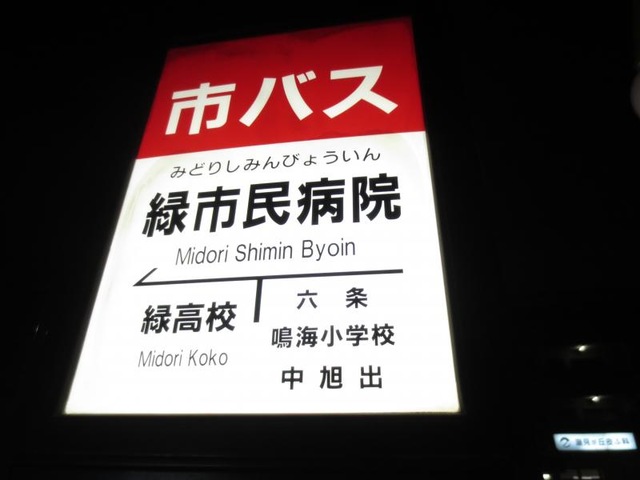 市バス
みどりしみんびょういん
緑市民病院
Midori Shimin Byoin
緑高校
Midori Koko
六条
鳴海小学校
中旭出